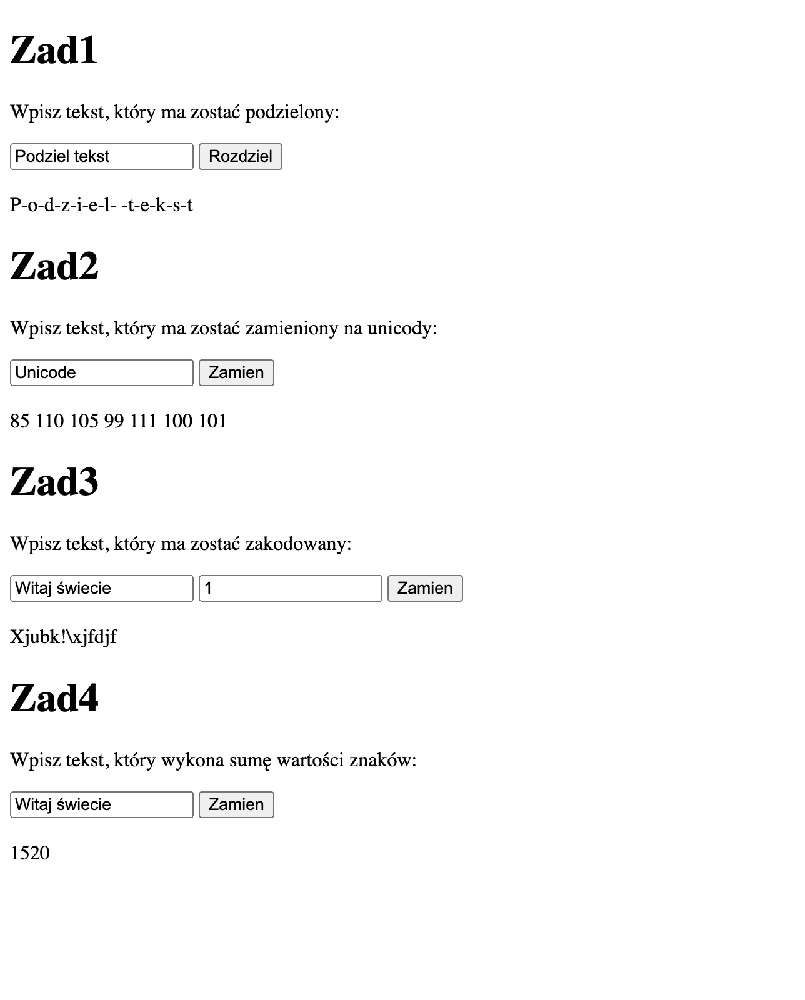 Zad1
Wpisz tekst, który ma zostać podzielony:
Podziel tekst Rozdziel
P-o-d-z-i-e-l- -t-e-k-s-t
Zad2
Wpisz tekst, który ma zostać zamieniony na unicody:
Unicode Zamien
85 110 105 99 111 100 101
Zad3
Wpisz tekst, który ma zostać zakodowany:
Witaj świecie 1 Zamien
Xjubk!\xjfdjf
Zad4
Wpisz tekst, który wykona sumę wartości znaków:
Witaj świecie Zamien
1520